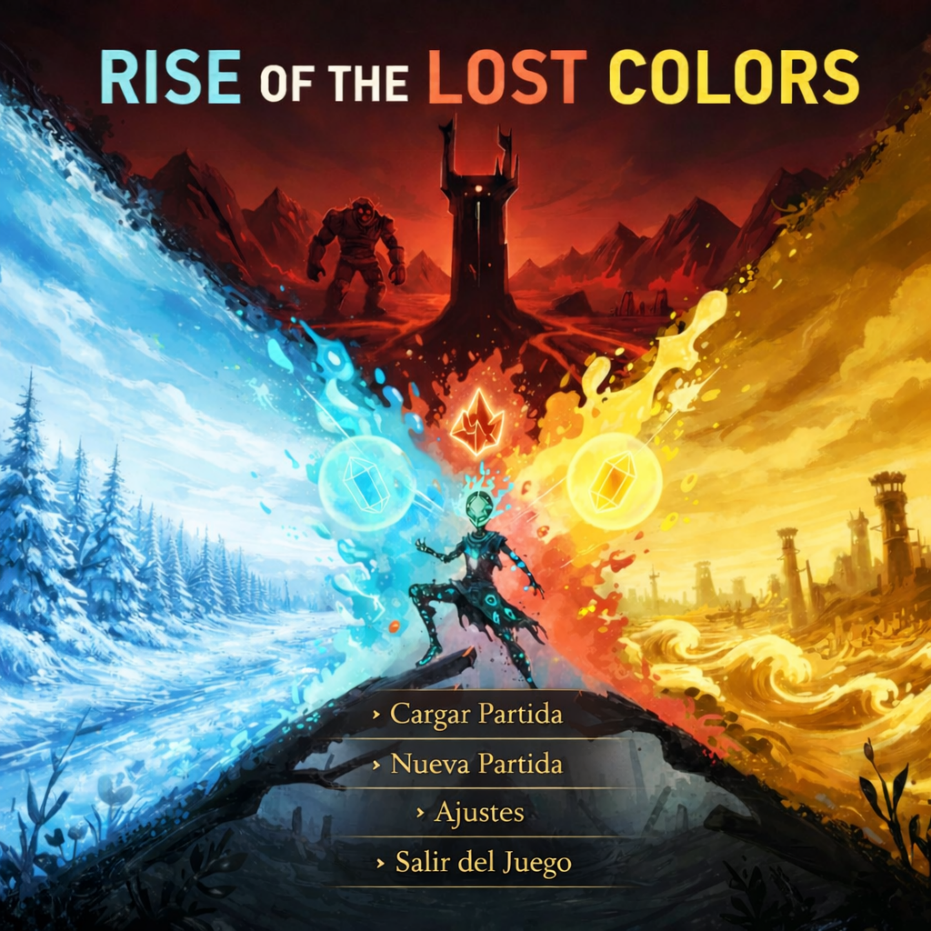 RISE OF THE LOST COLORS
› Cargar Partida
› Nueva Partida
› Ajustes
› Salir del Juego